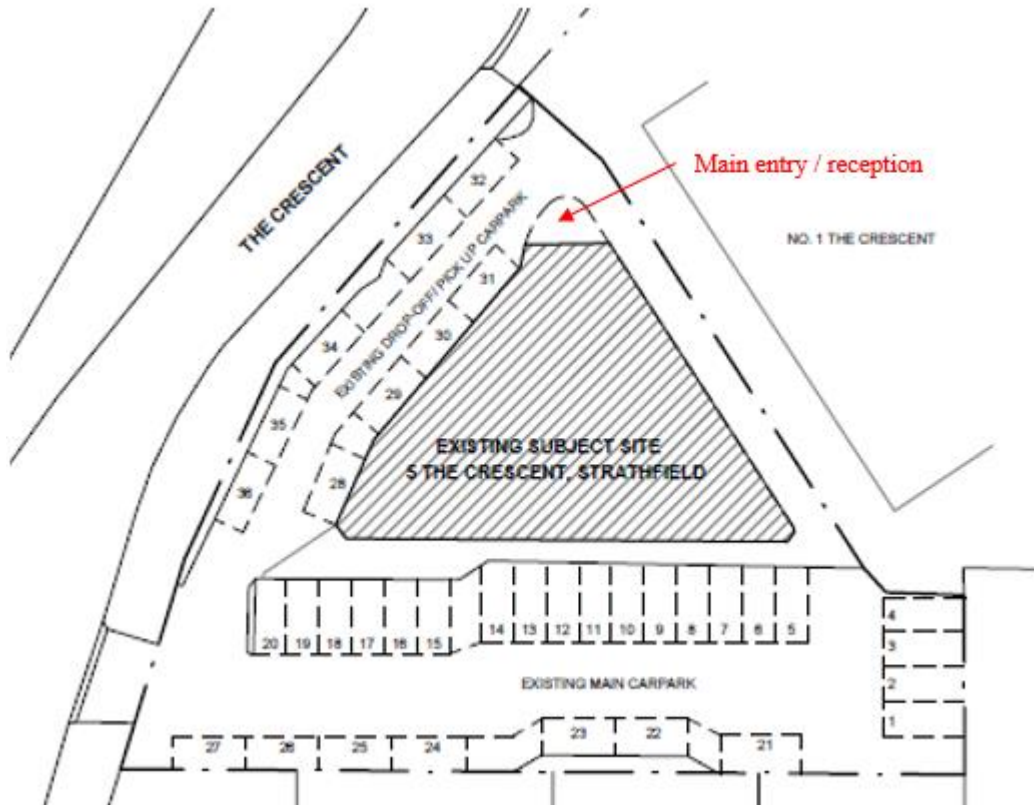 THE CRESCENT
Main entry / reception
NO. 1 THE CRESCENT
32
33
EXISTING DROP-OFF/ PICK UP CARPARK
31
30
34
29
35
28
36
EXISTING SUBJECT SITE
5 THE CRESCENT, STRATHFIELD
20 19 18 17 16 15 14 13 12 11 10 9 8 7 6 5
4
3
2
1
EXISTING MAIN CARPARK
27 26 25 24 23 22 21